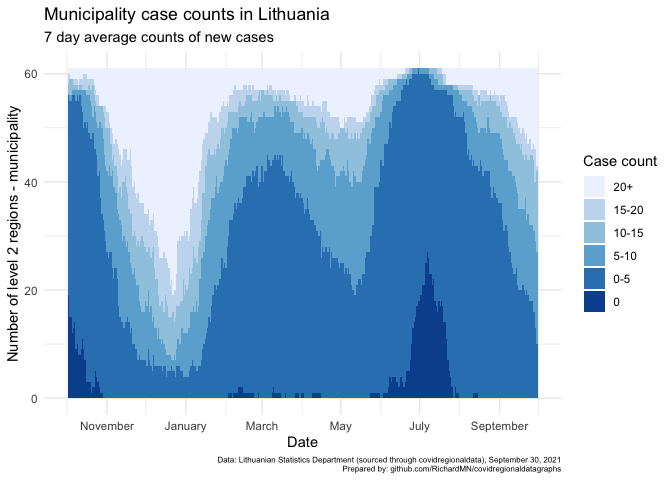 Municipality case counts in Lithuania
7 day average counts of new cases
Number of level 2 regions - municipality
60
40
20
0
November January March May July September
Date
Case count
20+
15-20
10-15
5-10
0-5
0
Data: Lithuanian Statistics Department (sourced through covidregionaldata), September 30, 2021
Prepared by: github.com/RichardMN/covidregionaldatagraphs